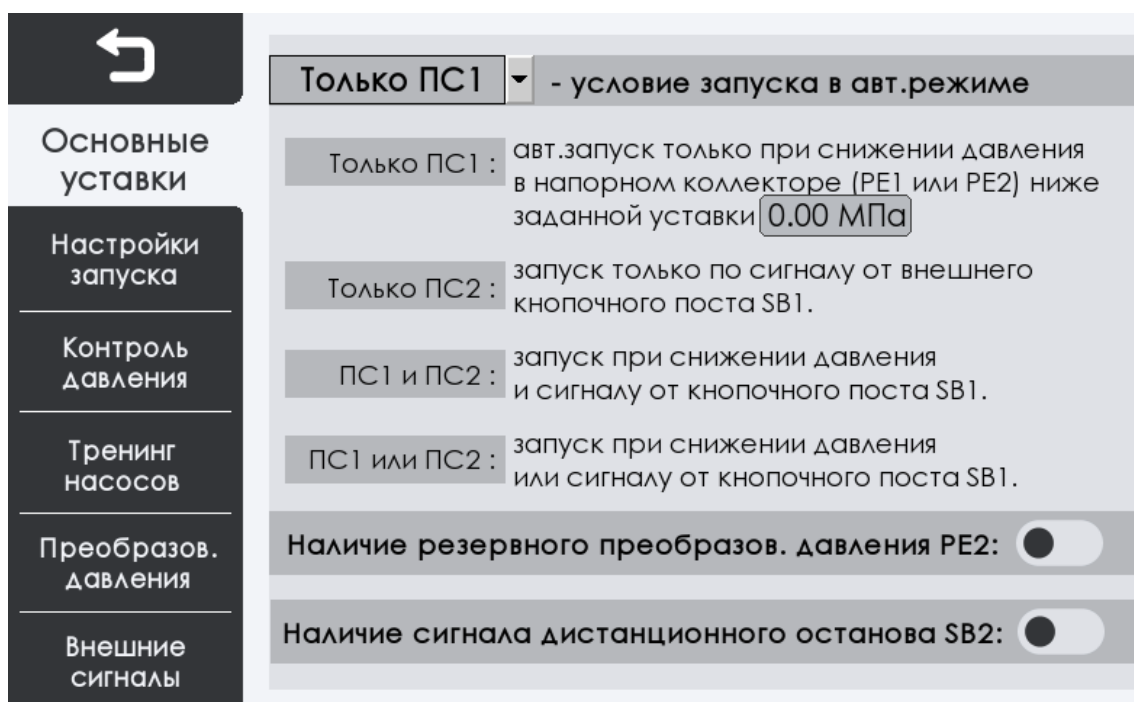 Только ПС1 - условие запуска в авт.режиме
Основные
уставки
Настройки
запуска
Контроль
давления
Тренинг
насосов
Преобразов.
давления
Внешние
сигналы
Только ПС1 : авт.запуск только при снижении давления
в напорном коллекторе (PE1 или PE2) ниже
заданной уставки 0.00 МПа
Только ПС2 : запуск только по сигналу от внешнего
кнопочного поста SB1.
ПС1 и ПС2 : запуск при снижении давления
и сигналу от кнопочного поста SB1.
ПС1 или ПС2 : запуск при снижении давления
или сигналу от кнопочного поста SB1.
Наличие резервного преобразов. давления PE2:
Наличие сигнала дистанционного останова SB2: